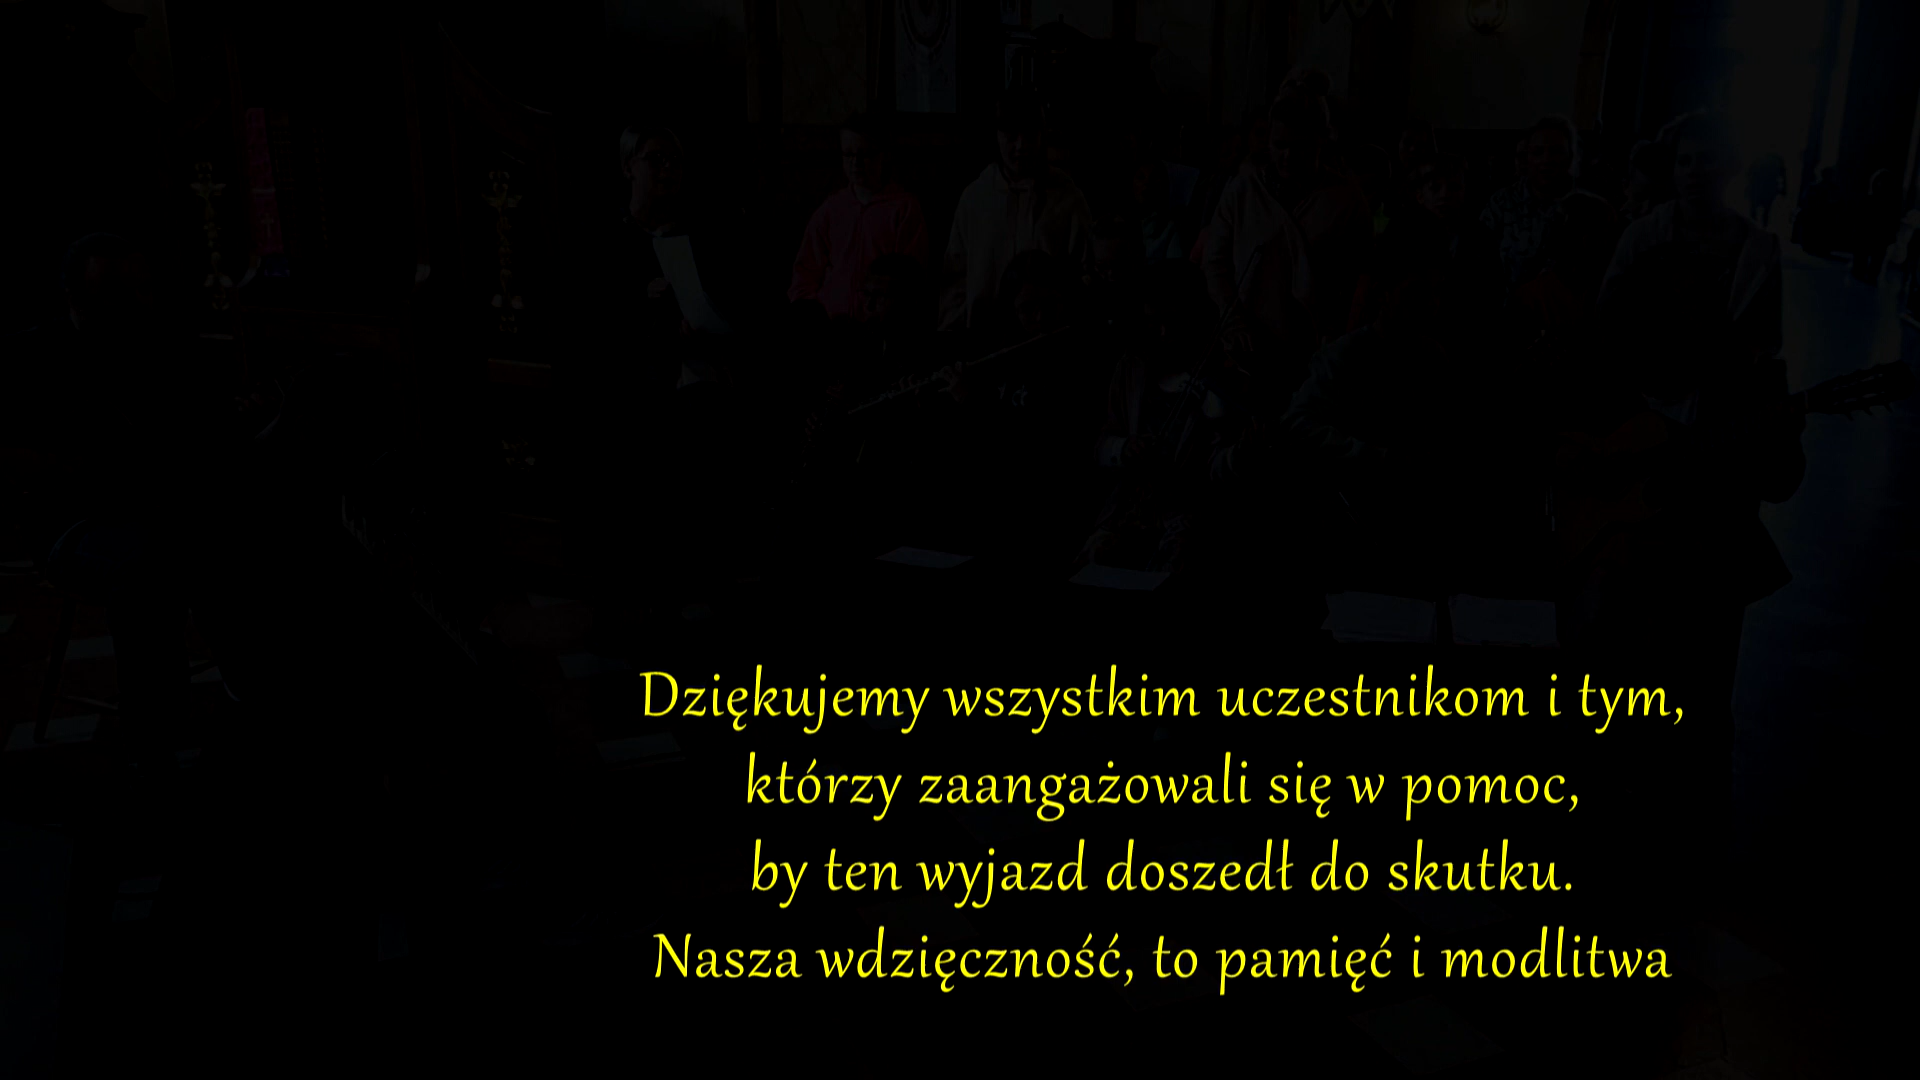 Dziękujemy wszystkim uczestnikom i tym,
którzy zaangażowali się w pomoc,
by ten wyjazd doszedł do skutku.
Nasza wdzięczność, to pamięć i modlitwa